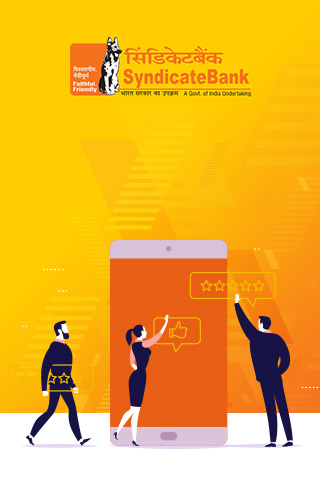 सिंडिकेटबैंक
विश्वसनीय,
मैत्रीपूर्ण
SyndicateBank
Faithful,
Friendly
भारत सरकार का उपक्रम A Govt. of India Undertaking